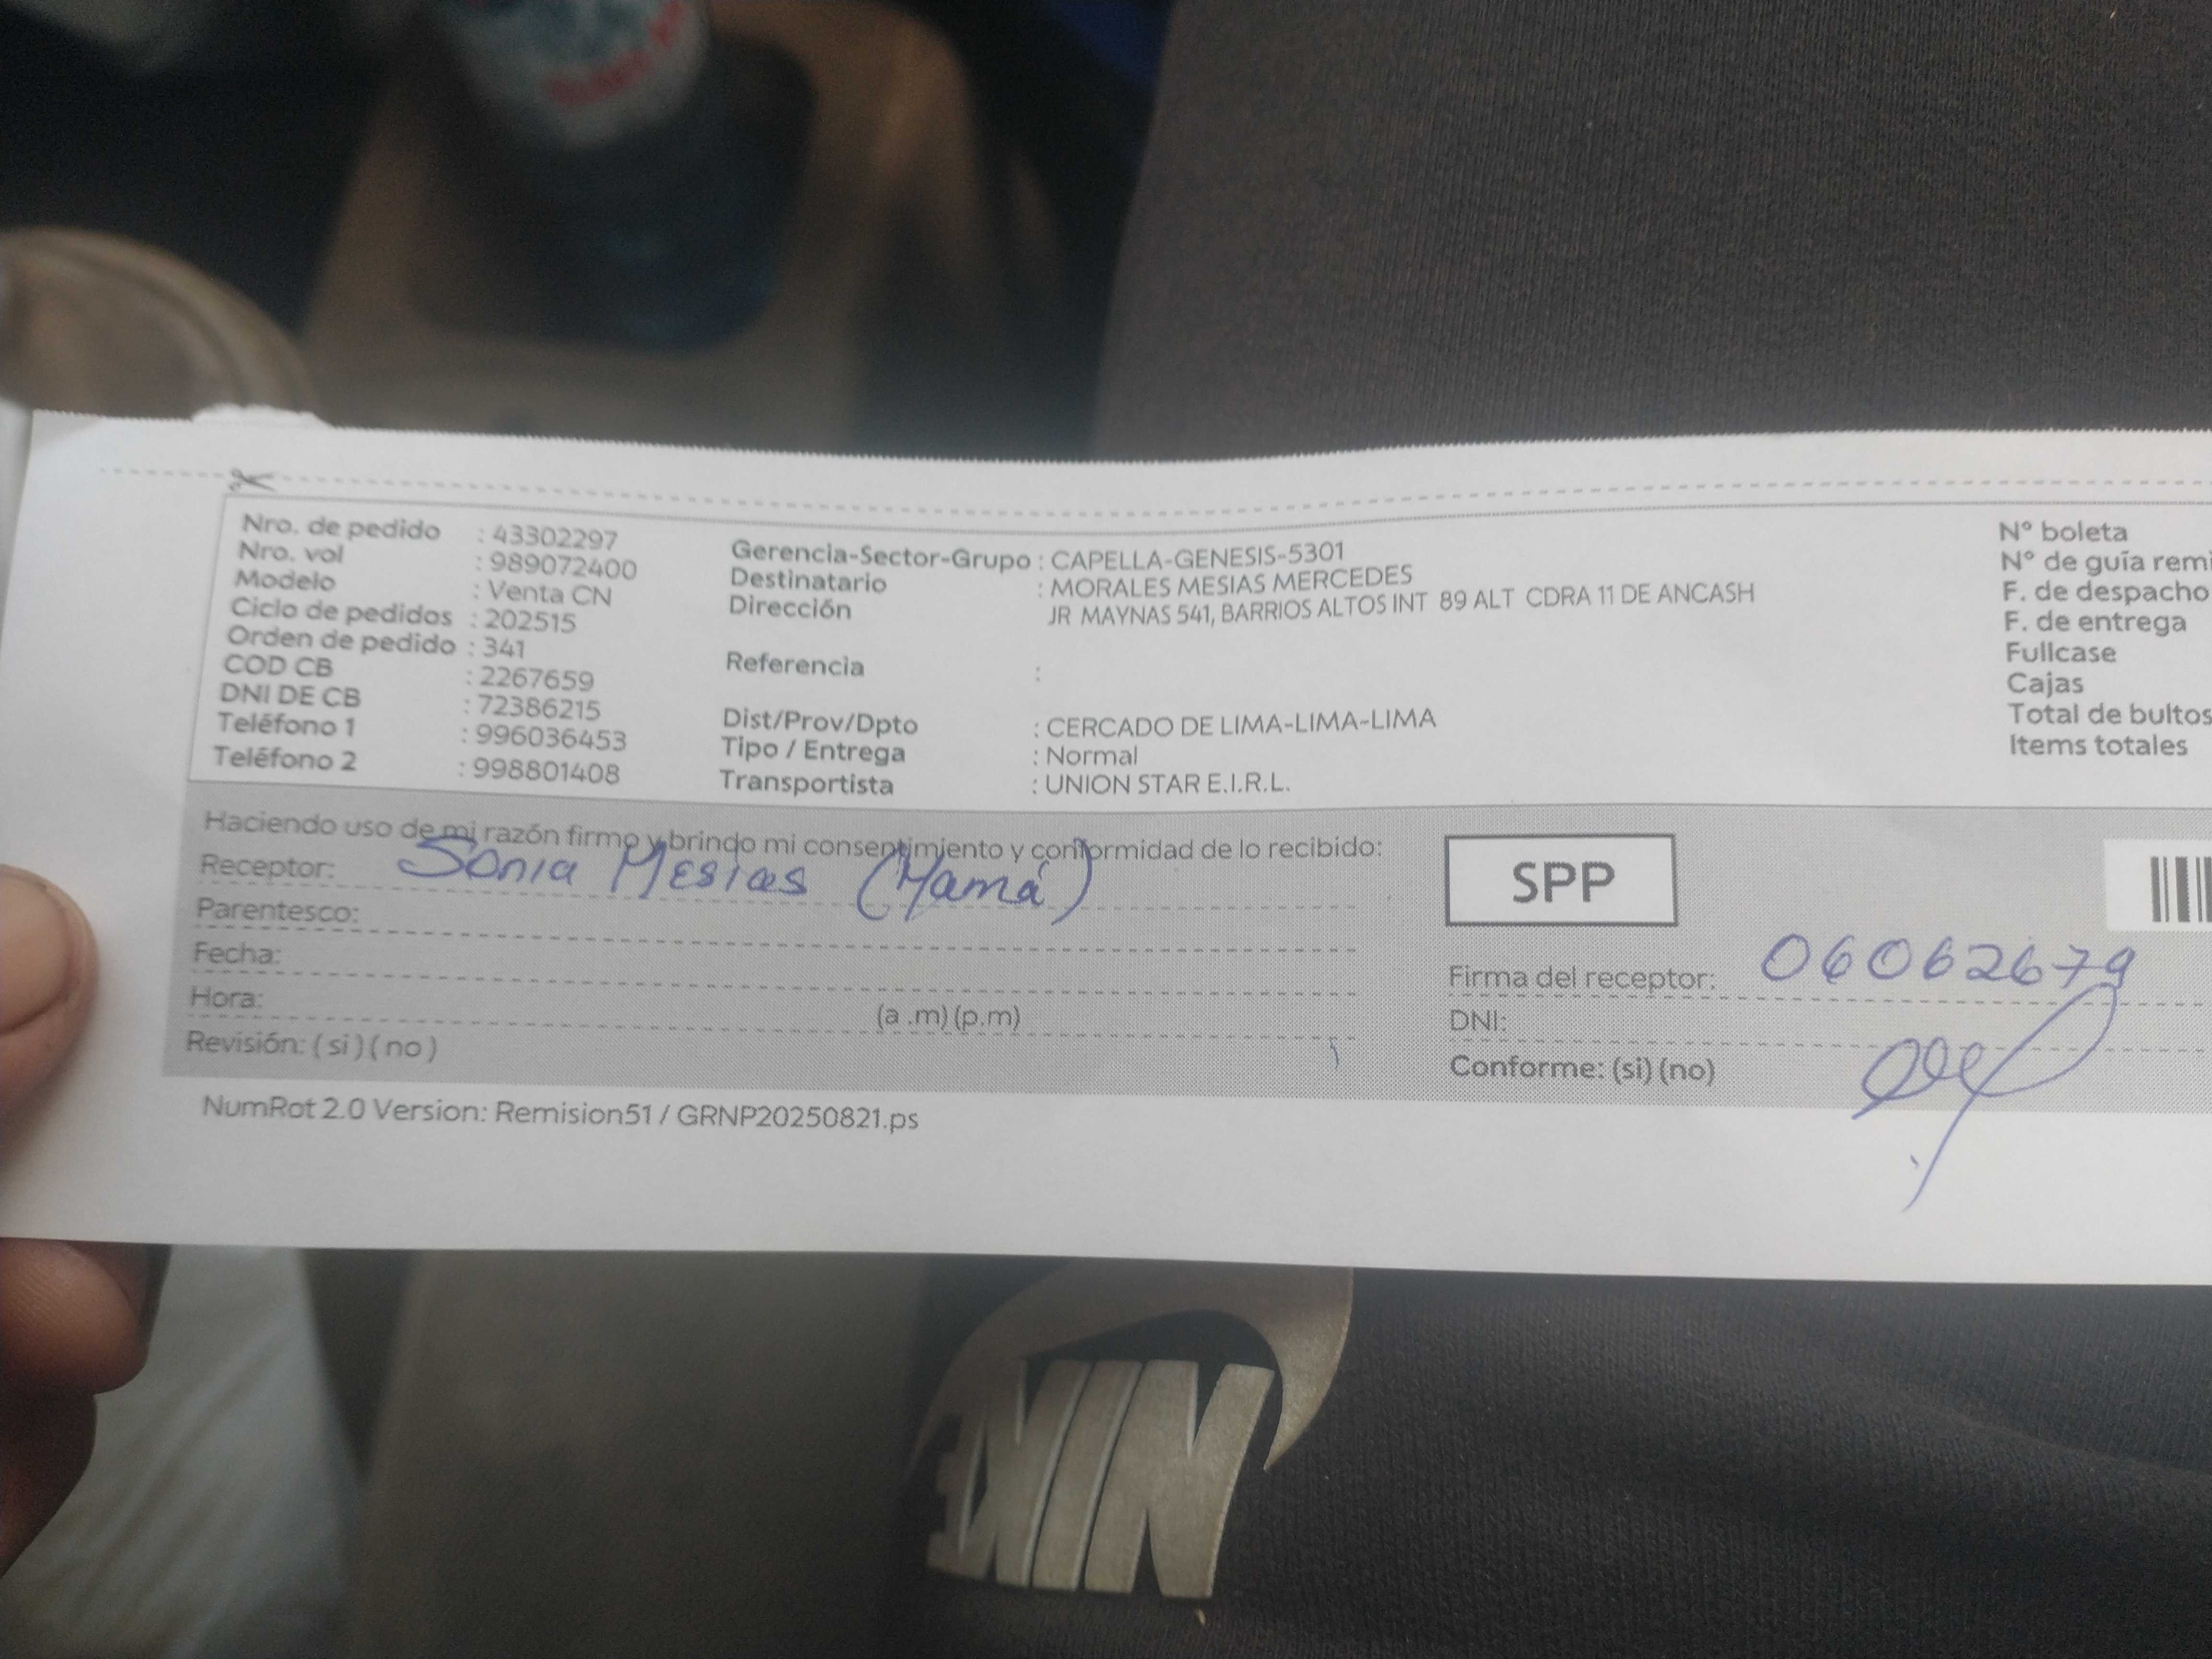 Nro. de pedido : 43302297
Nro. vol : 989072400
Modelo : Venta CN
Ciclo de pedidos : 202515
Orden de pedido : 341
COD CB : 2267659
DNI DE CB : 72386215
Teléfono 1 : 996036453
Teléfono 2 : 998801408
Gerencia-Sector-Grupo : CAPELLA-GENESIS-5301
Destinatario : MORALES MESIAS MERCEDES
Dirección JR MAYNAS 541, BARRIOS ALTOS INT 89 ALT CDRA 11 DE ANCASH
Referencia :
Dist/Prov/Dpto : CERCADO DE LIMA-LIMA-LIMA
Tipo / Entrega : Normal
Transportista : UNION STAR E.I.R.L.
N° boleta
N° de guía remi
F. de despacho
F. de entrega
Fullcase
Cajas
Total de bultos
Items totales
Haciendo uso de mi razón firmo y brindo mi consentimiento y conformidad de lo recibido:
Receptor: Sonia Mesias (Mamá)
Parentesco:
Fecha:
Hora: (a .m) (p.m)
Revisión: ( si ) ( no )
SPP
Firma del receptor: 06062679
DNI:
Conforme: (si) (no)
NumRot 2.0 Version: Remision51 / GRNP20250821.ps
NIKE